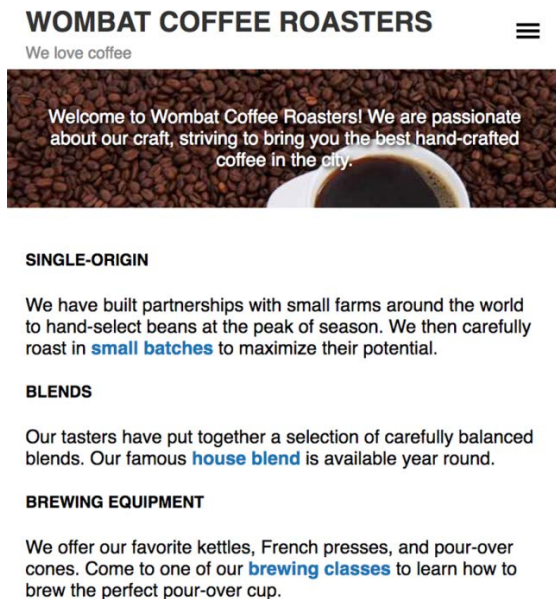 WOMBAT COFFEE ROASTERS
We love coffee
Welcome to Wombat Coffee Roasters! We are passionate
about our craft, striving to bring you the best hand-crafted
coffee in the city.
SINGLE-ORIGIN
We have built partnerships with small farms around the world
to hand-select beans at the peak of season. We then carefully
roast in small batches to maximize their potential.
BLENDS
Our tasters have put together a selection of carefully balanced
blends. Our famous house blend is available year round.
BREWING EQUIPMENT
We offer our favorite kettles, French presses, and pour-over
cones. Come to one of our brewing classes to learn how to
brew the perfect pour-over cup.